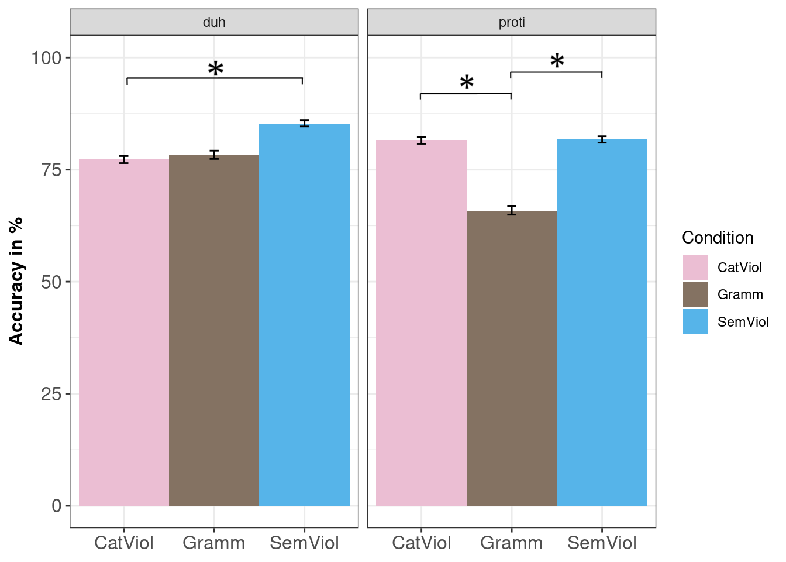 duh
proti
Accuracy in %
100
75
50
25
0
* 
* *
CatViol Gramm SemViol
CatViol Gramm SemViol
Condition
CatViol
Gramm
SemViol